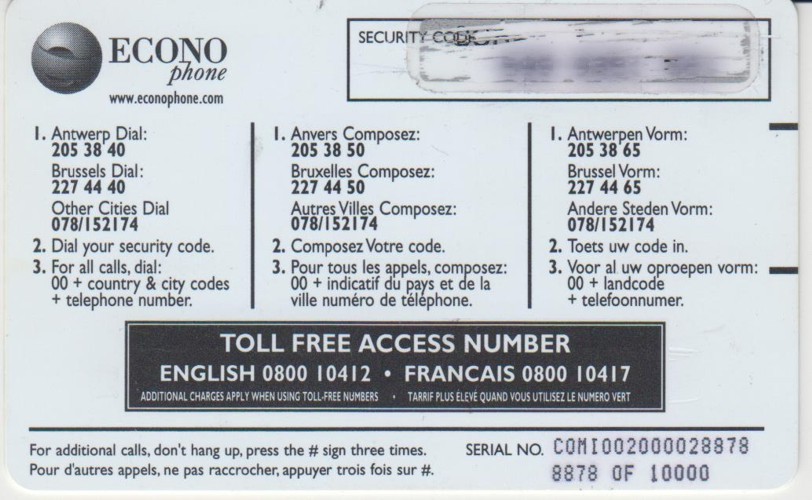 ECONO
phone
www.econophone.com
SECURITY CODE
1. Antwerp Dial:
205 38 40
Brussels Dial:
227 44 40
Other Cities Dial
078/152174
2. Dial your security code.
3. For all calls, dial:
00 + country & city codes
+ telephone number.
1. Anvers Composez:
205 38 50
Bruxelles Composez:
227 44 50
Autres Villes Composez:
078/152174
2. Composez Votre code.
3. Pour tous les appels, composez:
00 + indicatif du pays et de la
ville numéro de téléphone.
1. Antwerpen Vorm:
205 38 65
Brussel Vorm:
227 44 65
Andere Steden Vorm:
078/152174
2. Toets uw code in.
3. Voor al uw oproepen vorm:
00 + landcode
+ telefoonnumer.
TOLL FREE ACCESS NUMBER
ENGLISH 0800 10412 • FRANCAIS 0800 10417
ADDITIONAL CHARGES APPLY WHEN USING TOLL-FREE NUMBERS • TARRIF PLUS ÉLEVÉ QUAND VOUS UTILISEZ LE NUMERO VERT
For additional calls, don't hang up, press the # sign three times.
Pour d'autres appels, ne pas raccrocher, appuyer trois fois sur #.
SERIAL NO. COMI002000028878
8878 OF 10000